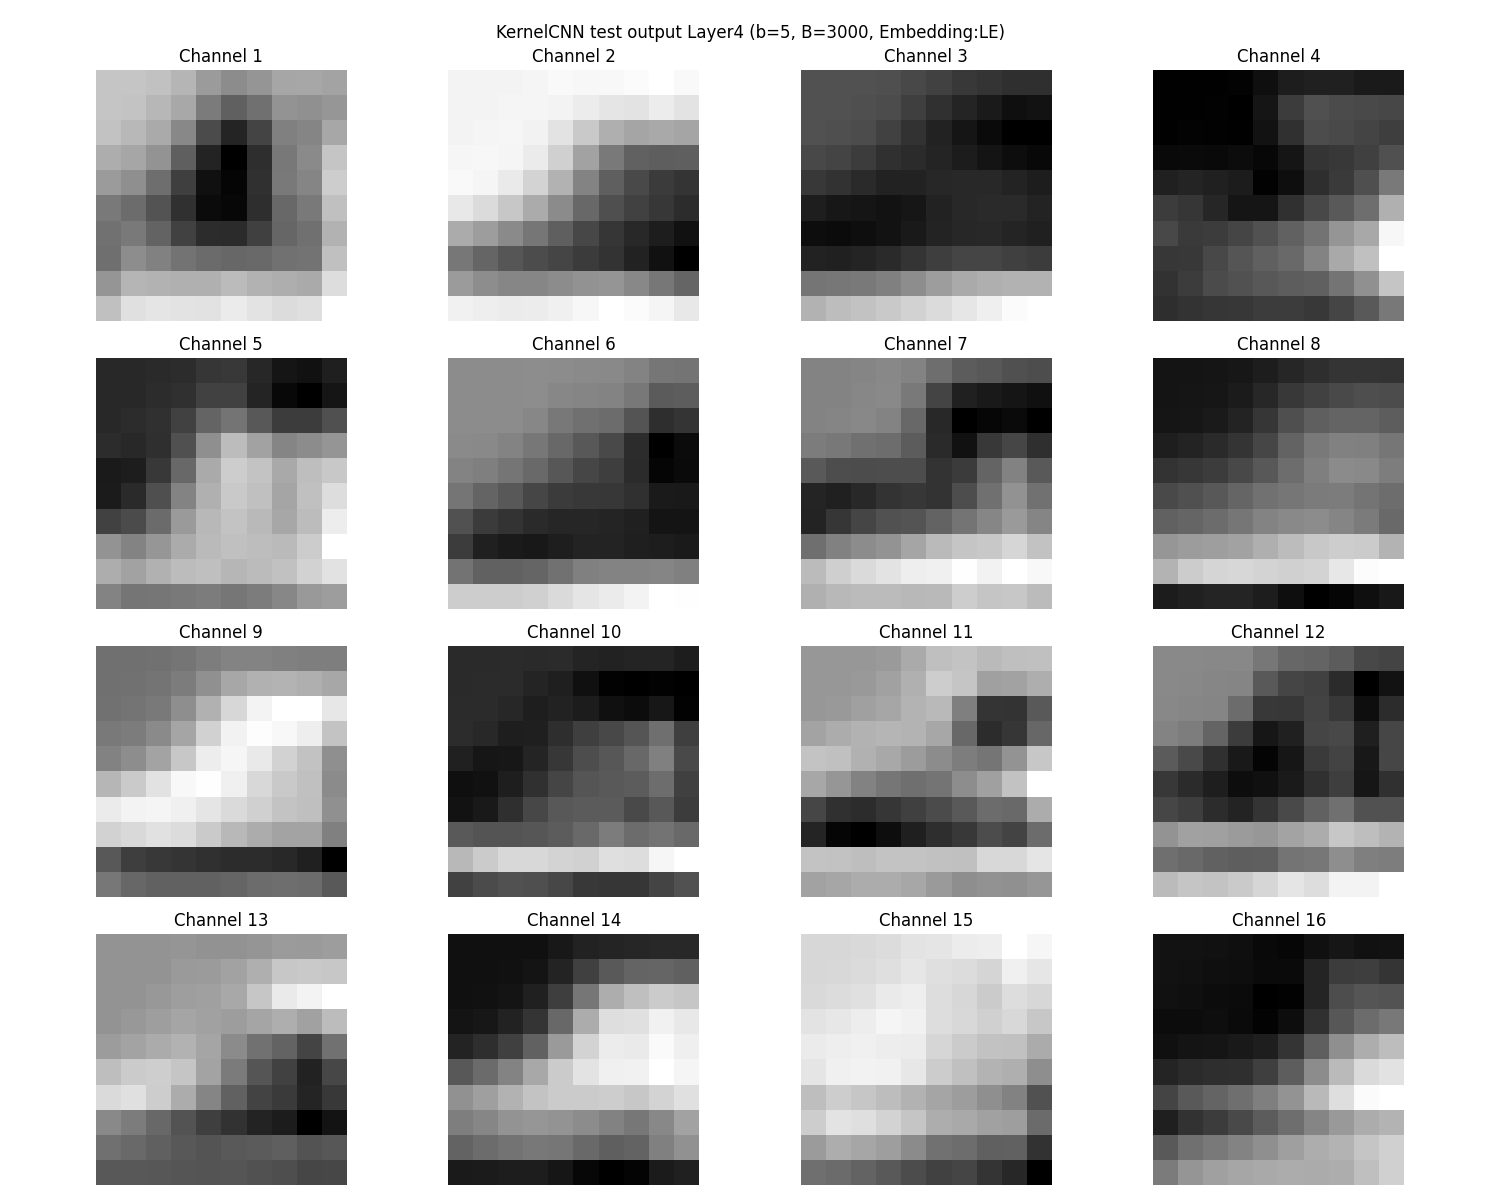 KernelCNN test output Layer4 (b=5, B=3000, Embedding:LE)
Channel 1
Channel 2
Channel 3
Channel 4
Channel 5
Channel 6
Channel 7
Channel 8
Channel 9
Channel 10
Channel 11
Channel 12
Channel 13
Channel 14
Channel 15
Channel 16